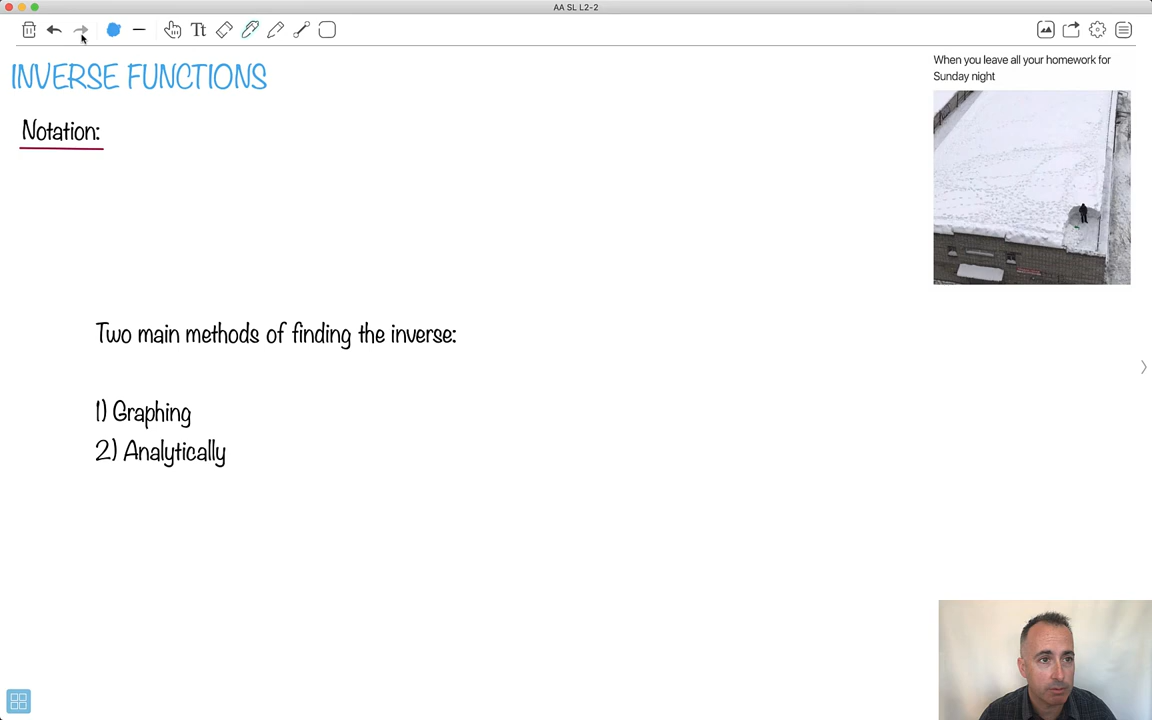 AA SL L2-2
Tt
INVERSE FUNCTIONS
When you leave all your homework for
Sunday night
Notation:
Two main methods of finding the inverse:
1) Graphing
2) Analytically